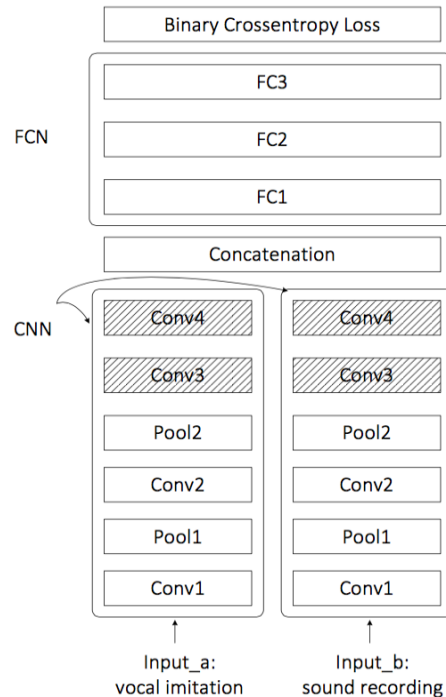 Binary Crossentropy Loss
FC3
FCN
FC2
FC1
Concatenation
CNN
Conv4
Conv3
Pool2
Conv2
Pool1
Conv1
Conv4
Conv3
Pool2
Conv2
Pool1
Conv1
Input_a:
vocal imitation
Input_b:
sound recording